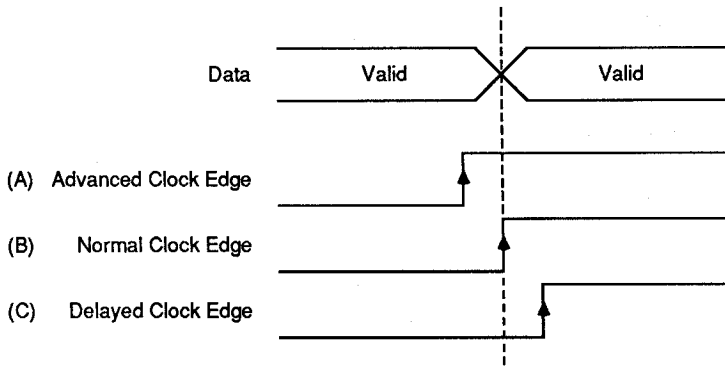 Data Valid Valid
(A) Advanced Clock Edge
(B) Normal Clock Edge
(C) Delayed Clock Edge